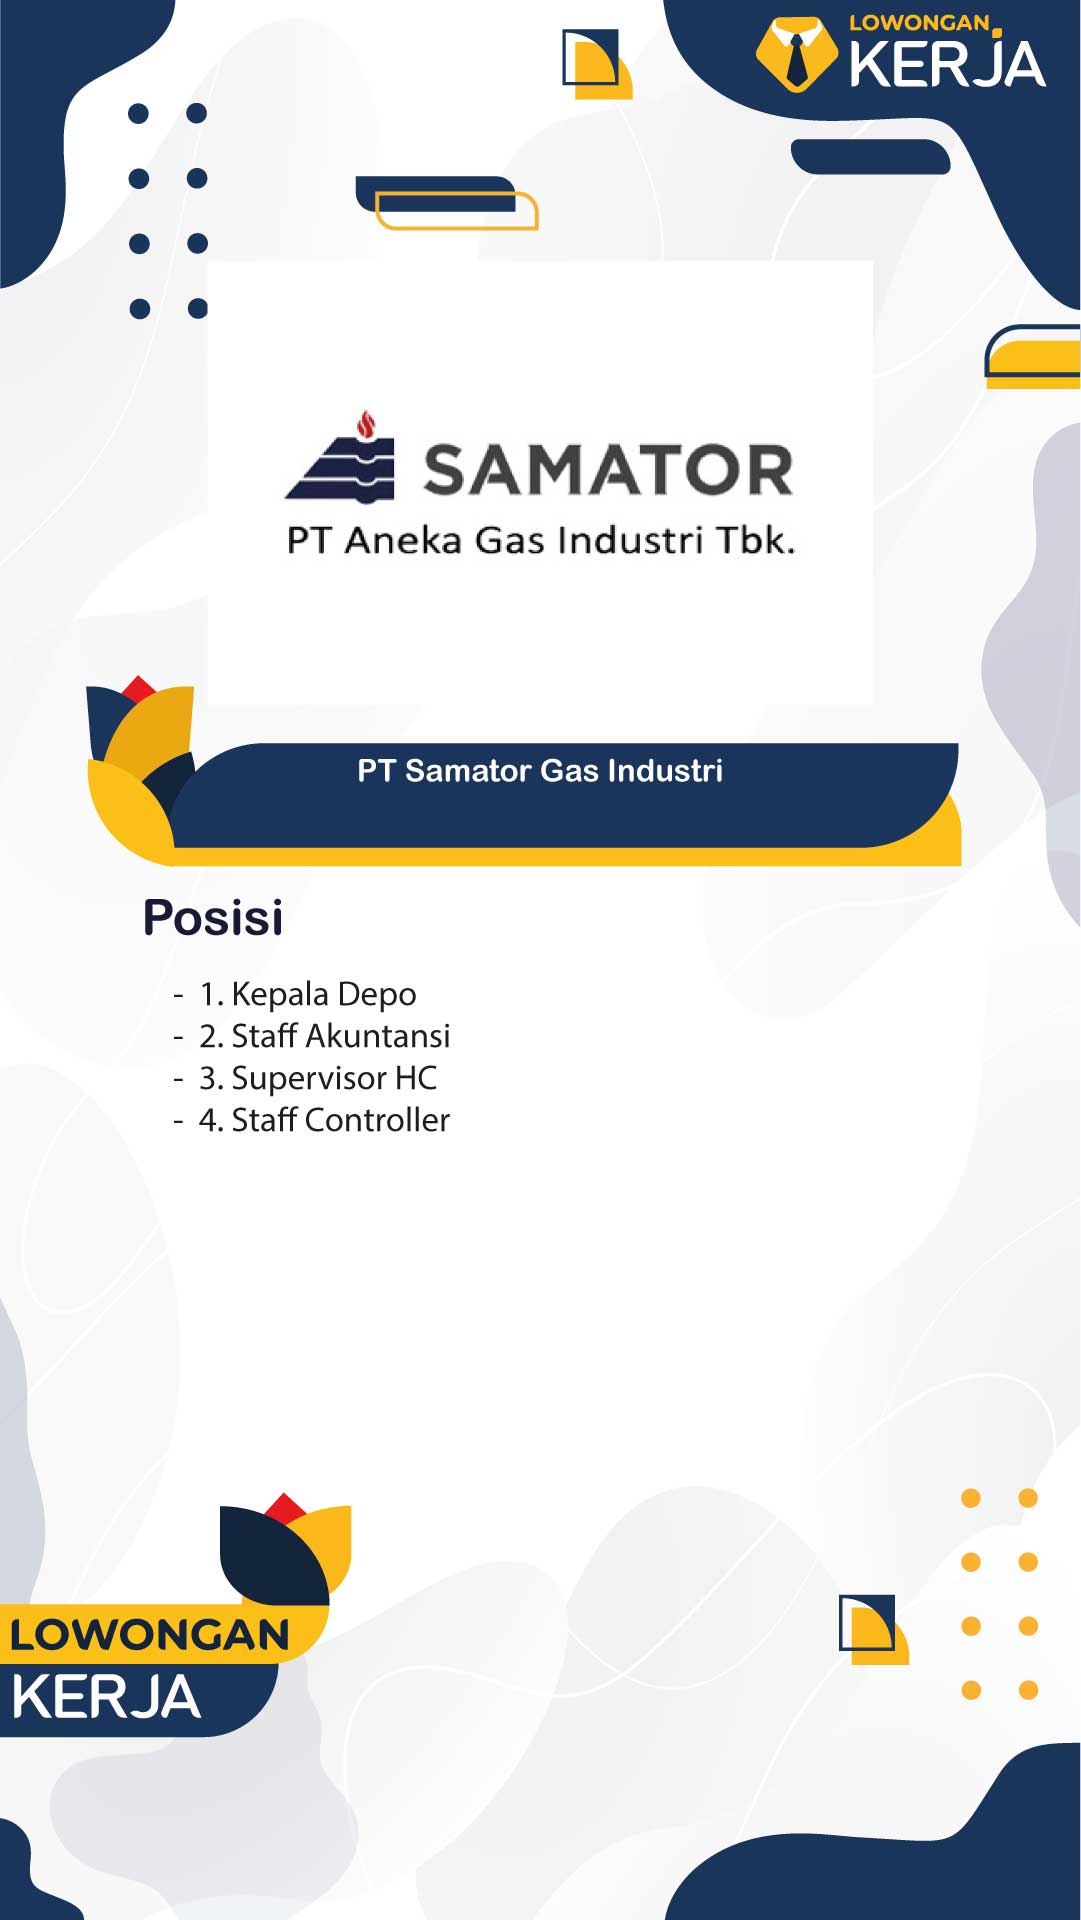 LOWONGAN
KERJA
SAMATOR
PT Aneka Gas Industri Tbk.
PT Samator Gas Industri
Posisi
- 1. Kepala Depo
- 2. Staff Akuntansi
- 3. Supervisor HC
- 4. Staff Controller
LOWONGAN
KERJA